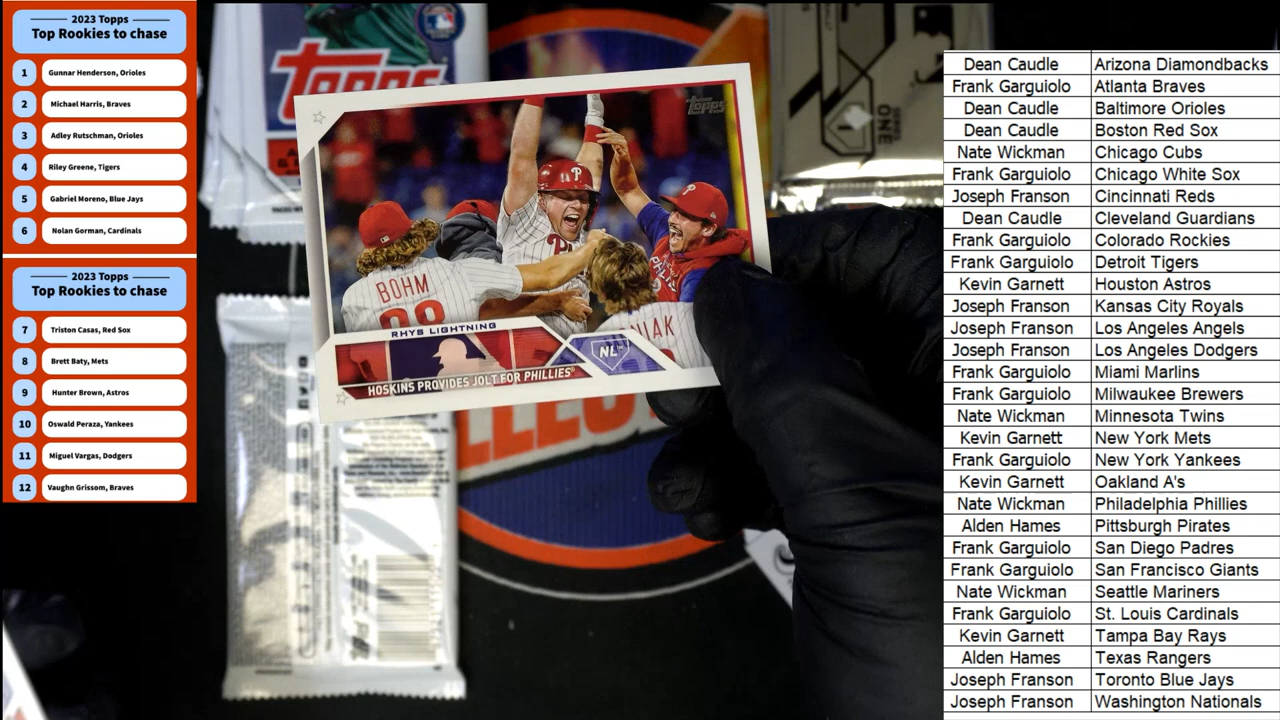 2023 Topps
Top Rookies to chase
1 Gunnar Henderson, Orioles
2 Michael Harris, Braves
3 Adley Rutschman, Orioles
4 Riley Greene, Tigers
5 Gabriel Moreno, Blue Jays
6 Nolan Gorman, Cardinals
2023 Topps
Top Rookies to chase
7 Triston Casas, Red Sox
8 Brett Baty, Mets
9 Hunter Brown, Astros
10 Oswald Peraza, Yankees
11 Miguel Vargas, Dodgers
12 Vaughn Grissom, Braves
TOPPS
ONE
topps
P
P
BOHM
NIAK
RHYS LIGHTNING
NL™
HOSKINS PROVIDES JOLT FOR PHILLIES®
Dean Caudle Arizona Diamondbacks
Frank Garguiolo Atlanta Braves
Dean Caudle Baltimore Orioles
Dean Caudle Boston Red Sox
Nate Wickman Chicago Cubs
Frank Garguiolo Chicago White Sox
Joseph Franson Cincinnati Reds
Dean Caudle Cleveland Guardians
Frank Garguiolo Colorado Rockies
Frank Garguiolo Detroit Tigers
Kevin Garnett Houston Astros
Joseph Franson Kansas City Royals
Joseph Franson Los Angeles Angels
Joseph Franson Los Angeles Dodgers
Frank Garguiolo Miami Marlins
Frank Garguiolo Milwaukee Brewers
Nate Wickman Minnesota Twins
Kevin Garnett New York Mets
Frank Garguiolo New York Yankees
Kevin Garnett Oakland A's
Nate Wickman Philadelphia Phillies
Alden Hames Pittsburgh Pirates
Frank Garguiolo San Diego Padres
Frank Garguiolo San Francisco Giants
Nate Wickman Seattle Mariners
Frank Garguiolo St. Louis Cardinals
Kevin Garnett Tampa Bay Rays
Alden Hames Texas Rangers
Joseph Franson Toronto Blue Jays
Joseph Franson Washington Nationals